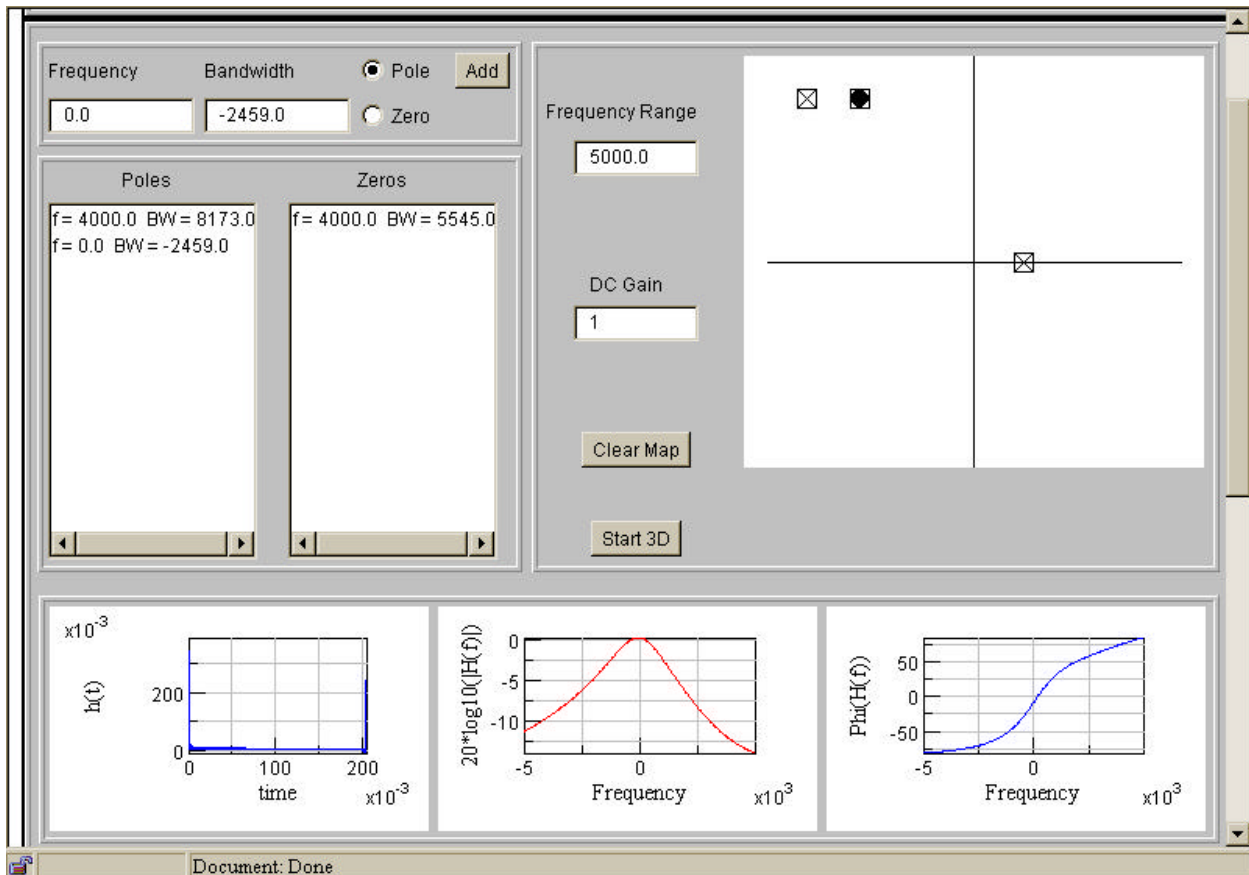 Frequency
Bandwidth
Pole
Add
0.0
-2459.0
Zero
Poles
Zeros
f= 4000.0 BW= 8173.0
f= 0.0 BW= -2459.0
f= 4000.0 BW= 5545.0
Frequency Range
5000.0
DC Gain
1
Clear Map
Start 3D
x10-3
h(t)
200
0
0 100 200
time
x10-3
20*log10(|H(f)|)
0
-5
-10
-5 0
Frequency
x103
Phi(H(f))
50
0
-50
-5 0
Frequency
x103
Document: Done